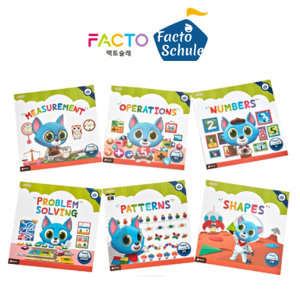 FACTO
팩토슐레
Facto
Schule
"MEASUREMENT"
"OPERATIONS"
"NUMBERS"
"PROBLEM
SOLVING"
"PATTERNS"
"SHAPES"